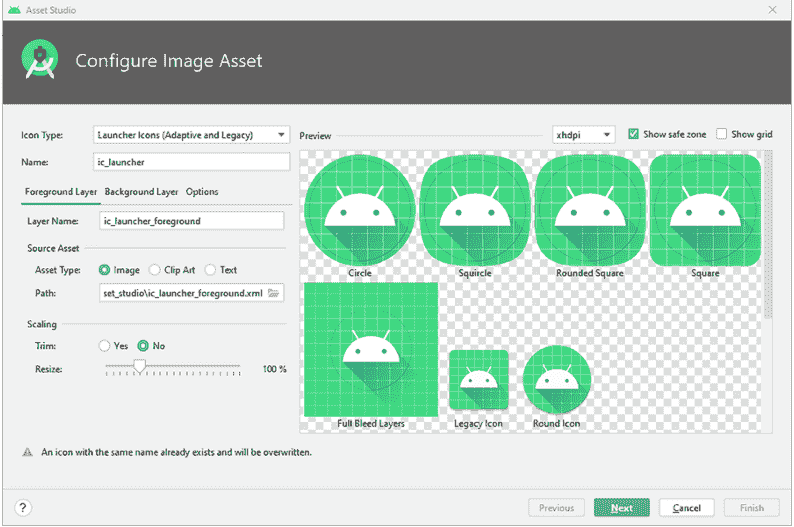 Asset Studio
Configure Image Asset
Icon Type: Launcher Icons (Adaptive and Legacy)
Name: ic_launcher
Foreground Layer Background Layer Options
Layer Name: ic_launcher_foreground
Source Asset
Asset Type: Image Clip Art Text
Path: set_studio\ic_launcher_foreground.xml
Scaling
Trim: Yes No
Resize: 100 %
Preview xhdpi Show safe zone Show grid
Circle Squircle Rounded Square Square
Full Bleed Layers Legacy Icon Round Icon
An icon with the same name already exists and will be overwritten.
? Previous Next Cancel Finish